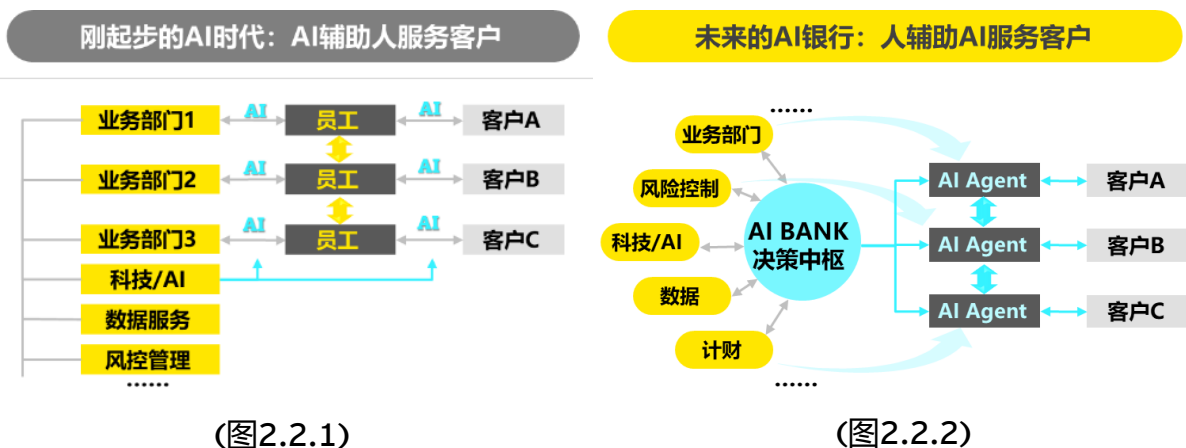 刚起步的AI时代：AI辅助人服务客户
业务部门1
AI
员工
AI
客户A
业务部门2
AI
员工
AI
客户B
业务部门3
AI
员工
AI
客户C
科技/AI
数据服务
风控管理
......
(图2.2.1)
未来的AI银行：人辅助AI服务客户
......
业务部门
风险控制
科技/AI
数据
计财
......
AI BANK
决策中枢
AI Agent
客户A
AI Agent
客户B
AI Agent
客户C
(图2.2.2)